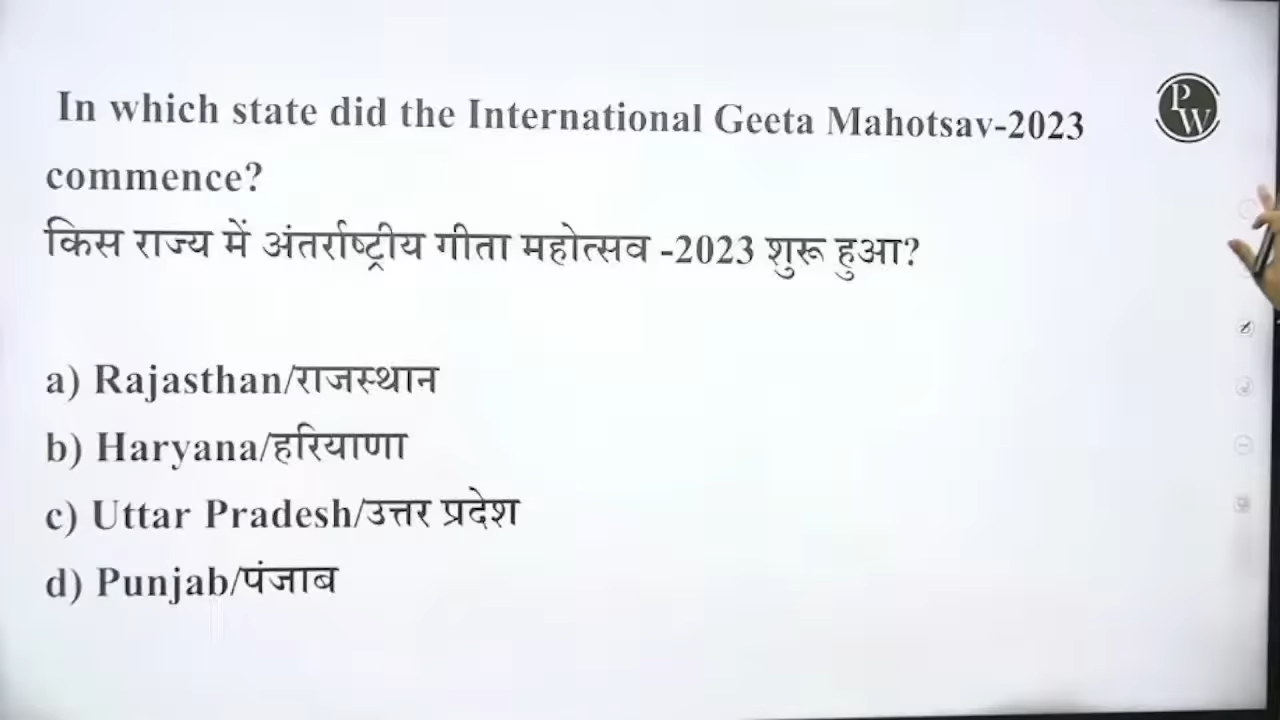 In which state did the International Geeta Mahotsav-2023
commence?
किस राज्य में अंतर्राष्ट्रीय गीता महोत्सव -2023 शुरू हुआ?
a) Rajasthan/राजस्थान
b) Haryana/हरियाणा
c) Uttar Pradesh/उत्तर प्रदेश
d) Punjab/पंजाब
P
W